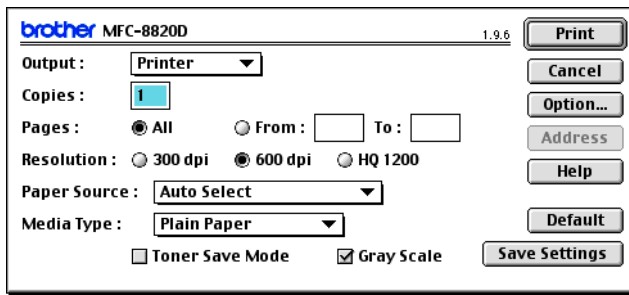 brother MFC-8820D 1.9.6 Print
Output : Printer Cancel
Copies : 1 Option...
Pages : All From : To : Address
Resolution : 300 dpi 600 dpi HQ 1200 Help
Paper Source : Auto Select
Media Type : Plain Paper Default
Toner Save Mode Gray Scale Save Settings